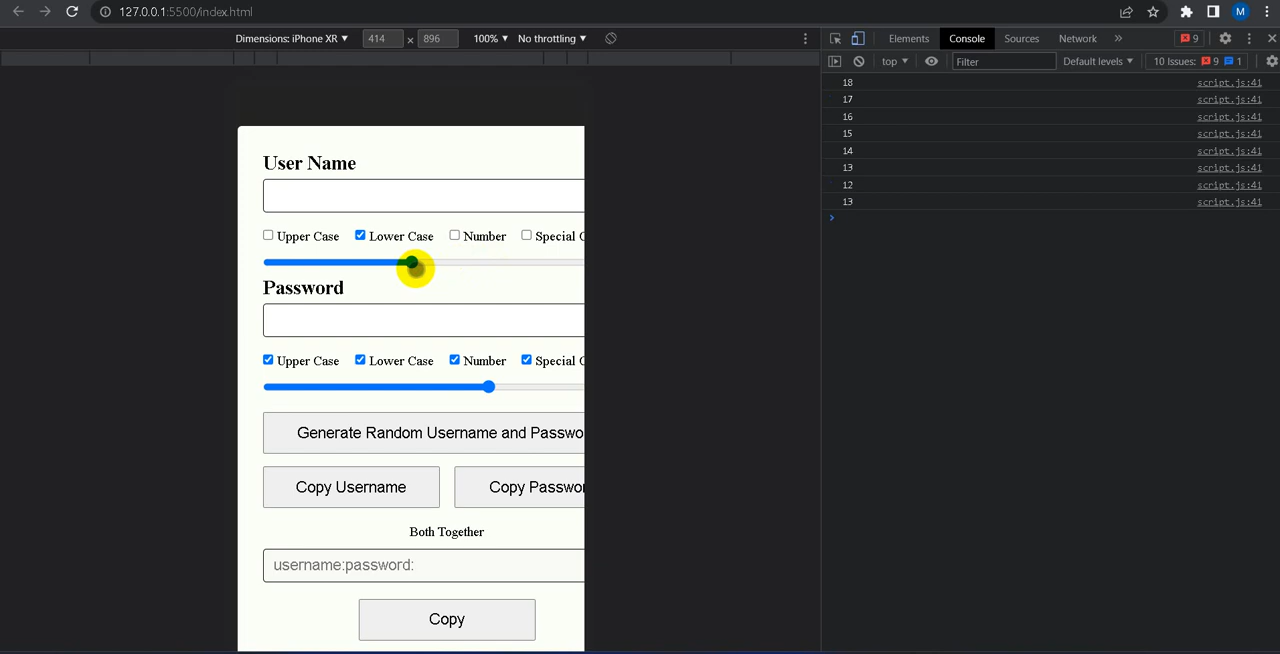 127.0.0.1:5500/index.html
M
Dimensions: iPhone XR ▼ 414 x 896 100% ▼ No throttling ▼
Elements Console Sources Network » 9
top ▼ Filter Default levels ▼ 10 Issues: 9 1
18 script.js:41
17 script.js:41
16 script.js:41
15 script.js:41
14 script.js:41
13 script.js:41
12 script.js:41
13 script.js:41
User Name
Upper Case Lower Case Number Special C
Password
Upper Case Lower Case Number Special C
Generate Random Username and Passwo
Copy Username Copy Passwor
Both Together
username:password:
Copy